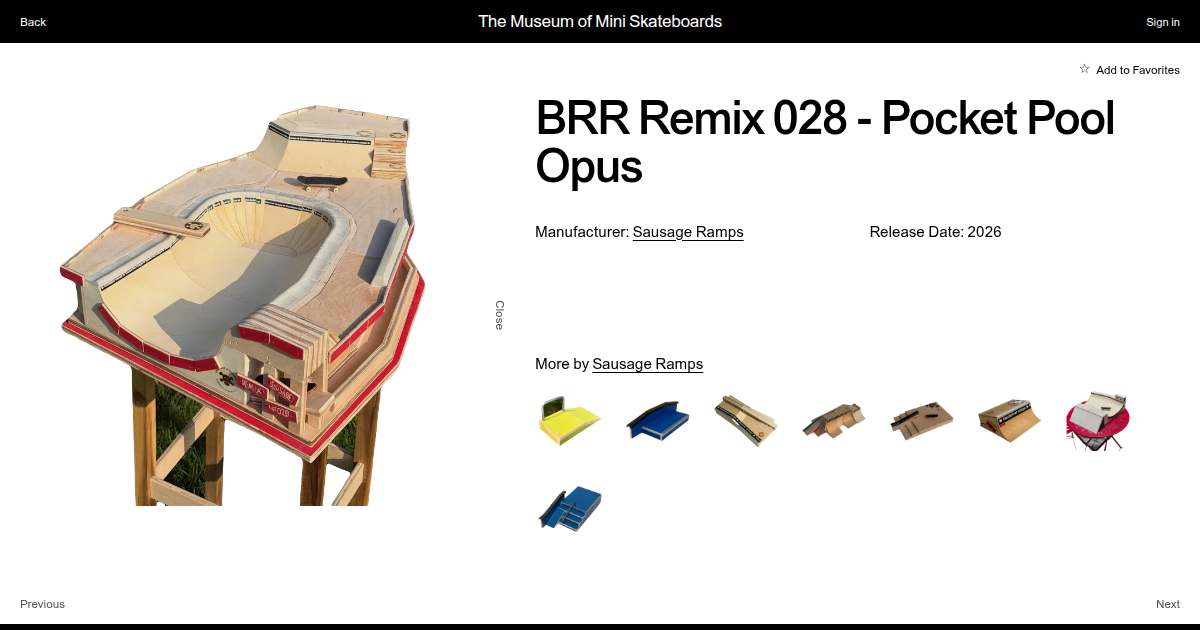 Back
The Museum of Mini Skateboards
Sign in
☆ Add to Favorites
BRR Remix 028 - Pocket Pool
Opus
Manufacturer: Sausage Ramps
Release Date: 2026
Close
More by Sausage Ramps
Previous
Next